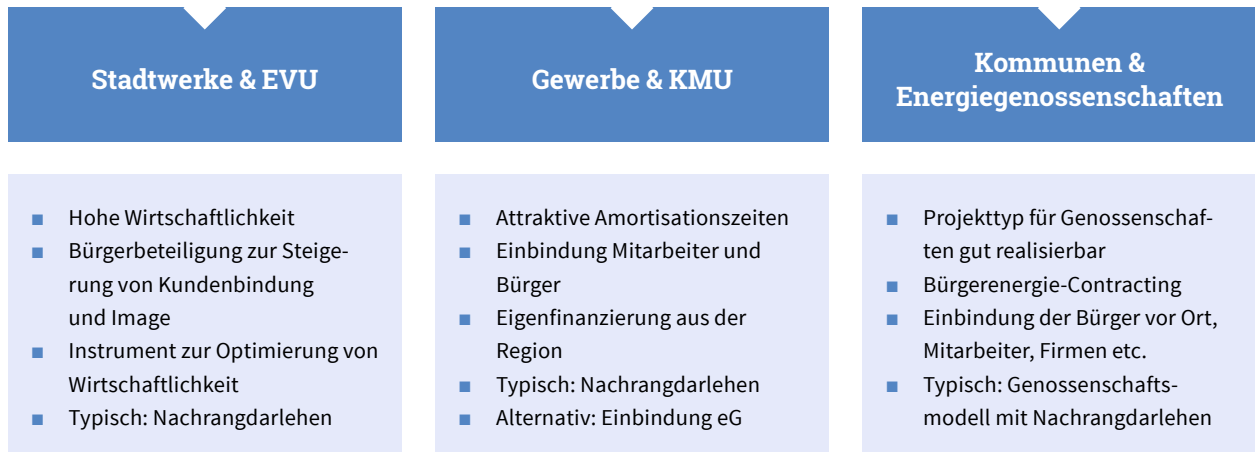 Stadtwerke & EVU
Hohe Wirtschaftlichkeit
Bürgerbeteiligung zur Steige-
rung von Kundenbindung
und Image
Instrument zur Optimierung von
Wirtschaftlichkeit
Typisch: Nachrangdarlehen
Gewerbe & KMU
Attraktive Amortisationszeiten
Einbindung Mitarbeiter und
Bürger
Eigenfinanzierung aus der
Region
Typisch: Nachrangdarlehen
Alternativ: Einbindung eG
Kommunen &
Energiegenossenschaften
Projekttyp für Genossenschaf-
ten gut realisierbar
Bürgerenergie-Contracting
Einbindung der Bürger vor Ort,
Mitarbeiter, Firmen etc.
Typisch: Genossenschafts-
modell mit Nachrangdarlehen